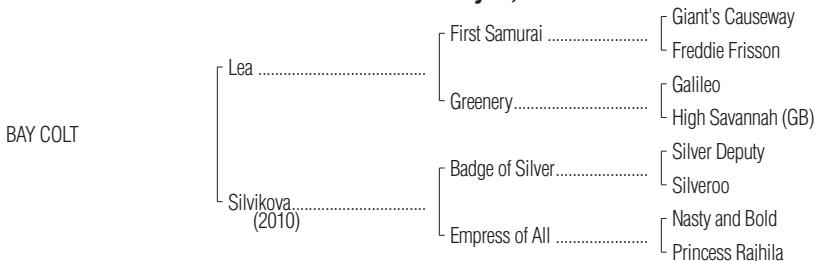 Giant's Causeway
First Samurai ........................
Freddie Frisson
Lea ........................................
Galileo
Greenery................................
High Savannah (GB)
BAY COLT
Silver Deputy
Badge of Silver......................
Silveroo
Silvikova................................
(2010)
Nasty and Bold
Empress of All ......................
Princess Rajhila